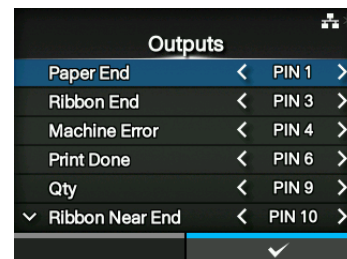 Outputs
Paper End < PIN 1 >
Ribbon End < PIN 3 >
Machine Error < PIN 4 >
Print Done < PIN 6 >
Qty < PIN 9 >
Ribbon Near End < PIN 10 >